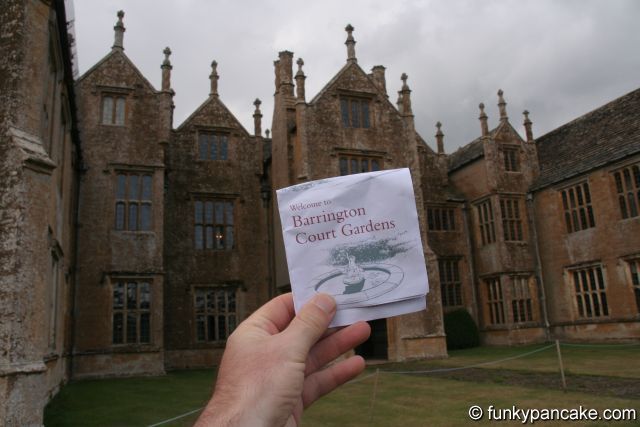 Welcome to
Barrington
Court Gardens
© funkypancake.com